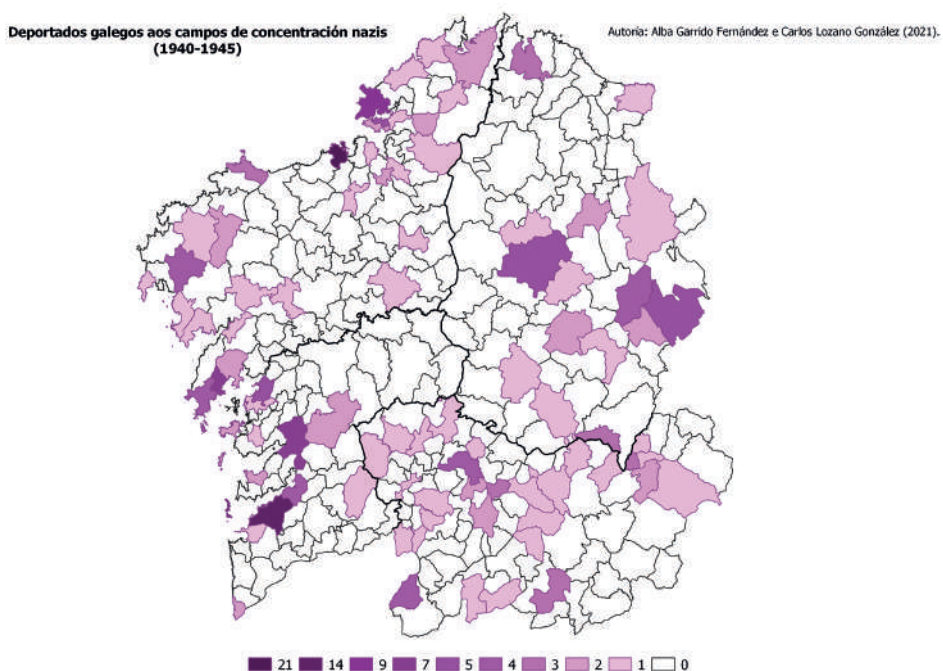 Deportados galegos aos campos de concentración nazis
(1940-1945)
Autoría: Alba Garrido Fernández e Carlos Lozano González (2021).
21 14 9 7 5 4 3 2 1 0